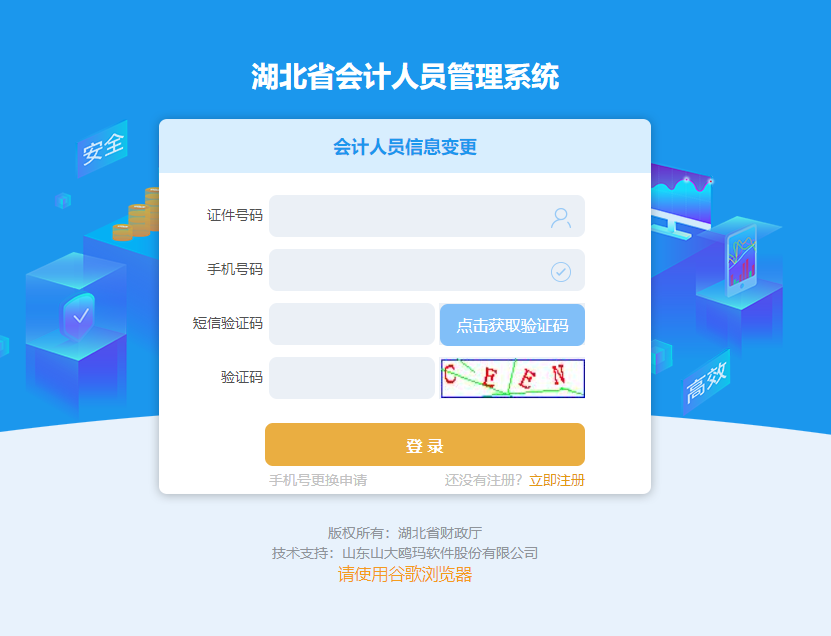 湖北省会计人员管理系统
安全
会计人员信息变更
证件号码
手机号码
短信验证码 点击获取验证码
验证码 C E E N
登 录
手机号更换申请 还没有注册? 立即注册
高效
版权所有：湖北省财政厅
技术支持：山东山大鸥玛软件股份有限公司
请使用谷歌浏览器